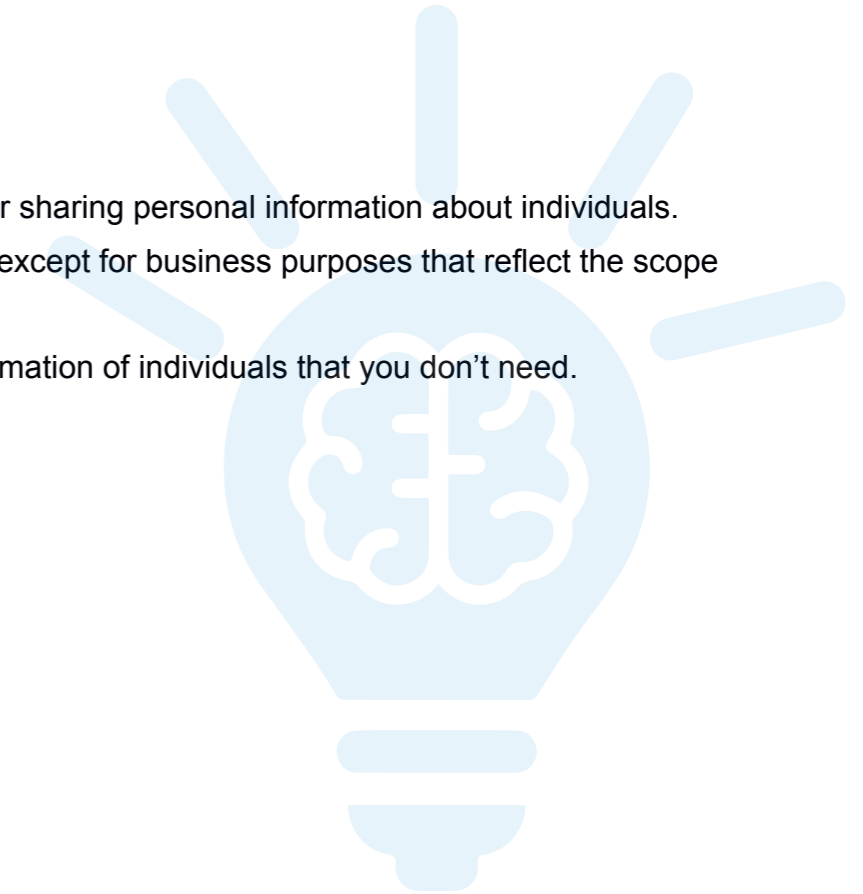 r sharing personal information about individuals.
except for business purposes that reflect the scope
mation of individuals that you don’t need.